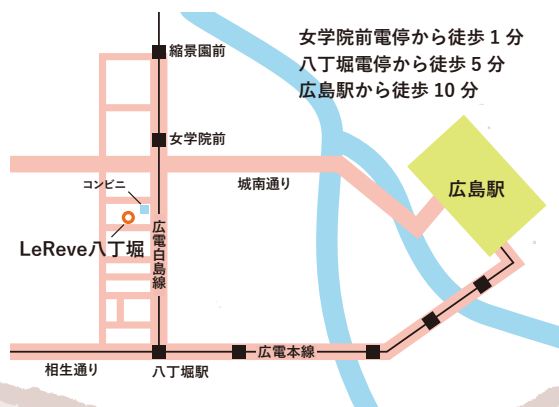 女学院前電停から徒歩 1 分
八丁堀電停から徒歩 5 分
広島駅から徒歩 10 分
縮景園前
女学院前
コンビニ
城南通り
広島駅
LeReve八丁堀
広電白島線
広電本線
相生通り
八丁堀駅